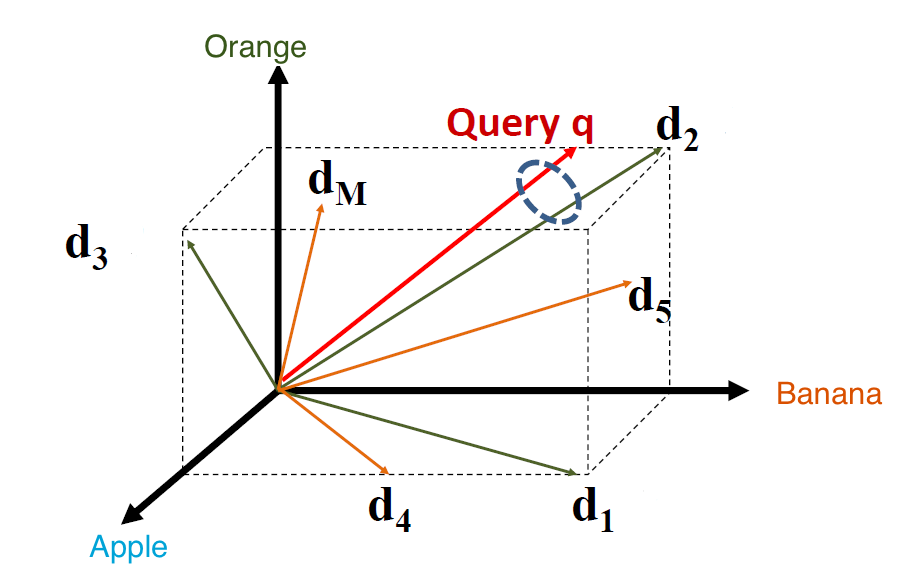 Orange
Query q
d2
dM
d3
d5
Banana
d4
d1
Apple